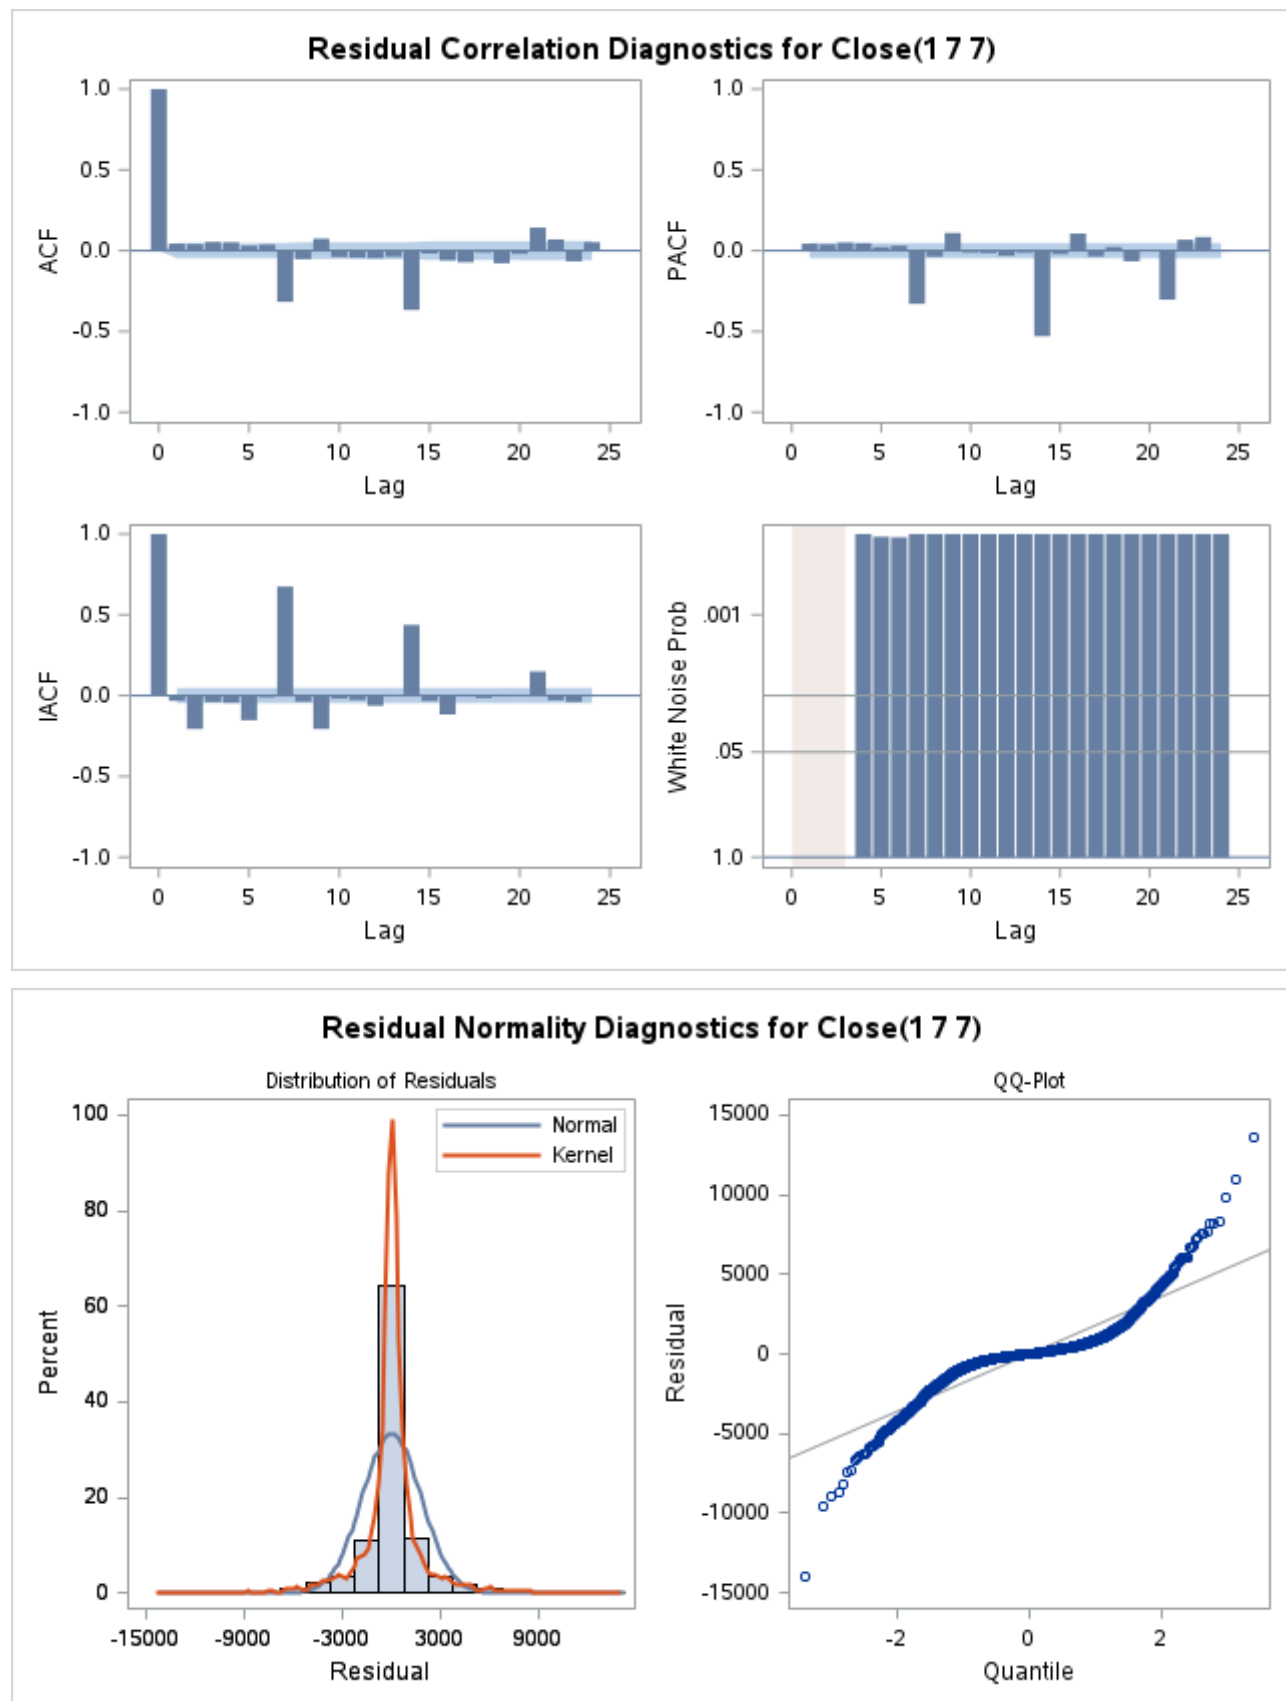 Residual Correlation Diagnostics for Close(1 7 7)
1.0
0.5
0.0
-0.5
-1.0
ACF
0 5 10 15 20 25
Lag
1.0
0.5
0.0
-0.5
-1.0
PACF
0 5 10 15 20 25
Lag
1.0
0.5
0.0
-0.5
-1.0
IACF
0 5 10 15 20 25
Lag
.001
.05
1.0
White Noise Prob
0 5 10 15 20 25
Lag
Residual Normality Diagnostics for Close(1 7 7)
Distribution of Residuals
100
80
60
40
20
0
Percent
Normal
Kernel
-15000 -9000 -3000 3000 9000
Residual
QQ-Plot
15000
10000
5000
0
-5000
-10000
-15000
Residual
-2 0 2
Quantile